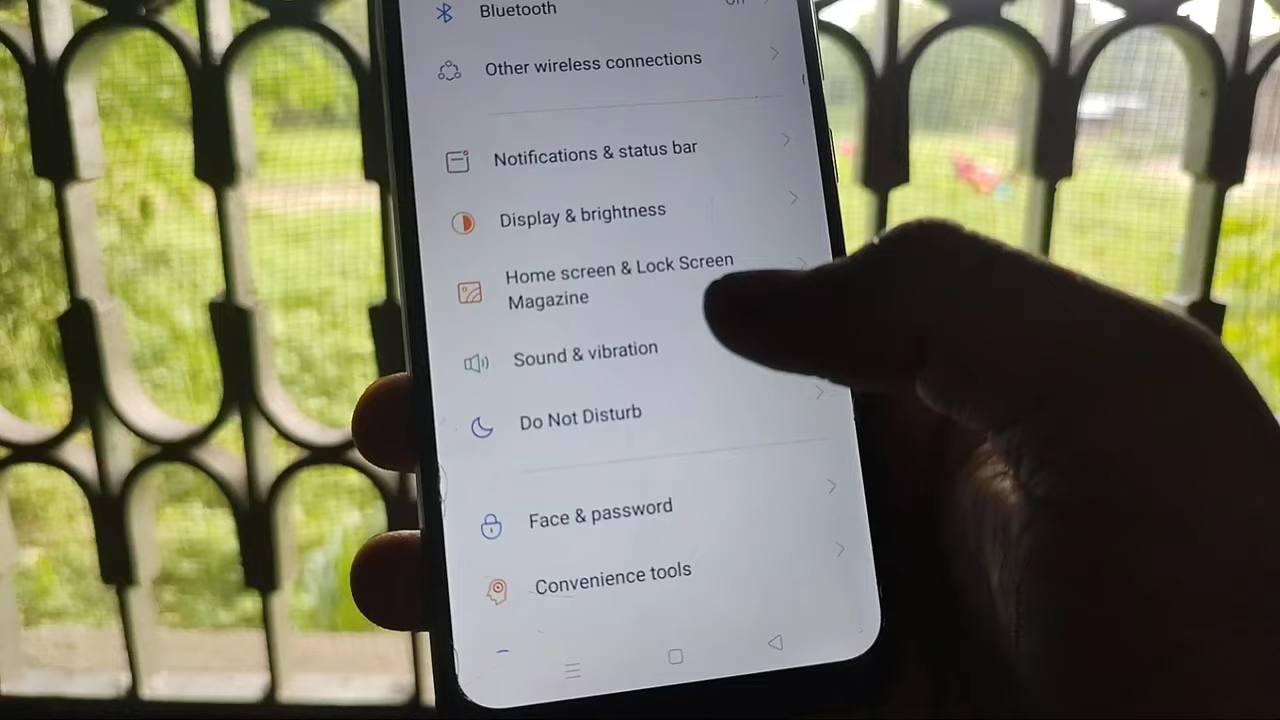 Bluetooth
Off
Other wireless connections
Notifications & status bar
Display & brightness
Home screen & Lock Screen
Magazine
Sound & vibration
Do Not Disturb
Face & password
Convenience tools